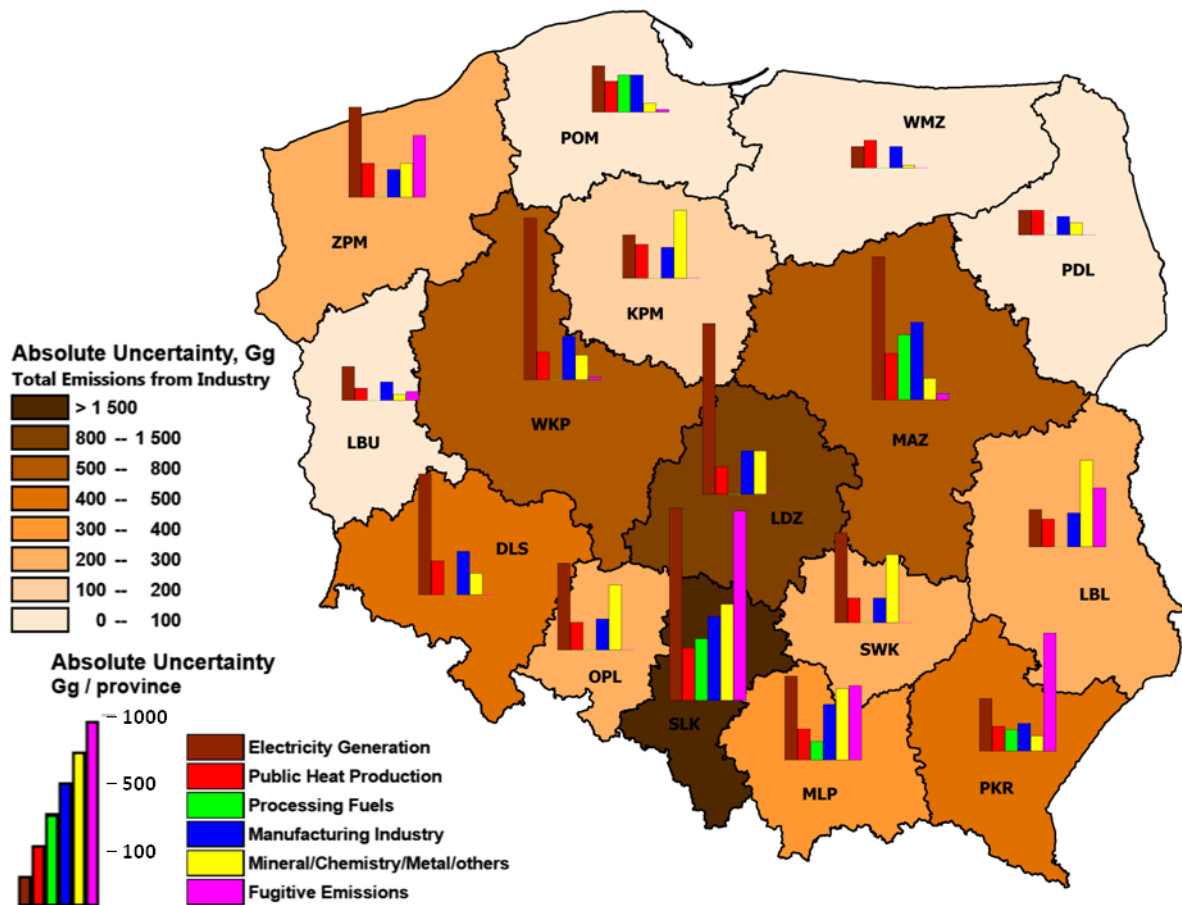 POM
WMZ
ZPM
PDL
KPM
Absolute Uncertainty, Gg
Total Emissions from Industry
> 1 500
800 -- 1 500
500 -- 800
400 -- 500
300 -- 400
200 -- 300
100 -- 200
0 -- 100
LBU
WKP
MAZ
LDZ
DLS
LBL
SWK
OPL
SLK
MLP
PKR
Absolute Uncertainty
Gg / province
1000
500
100
Electricity Generation
Public Heat Production
Processing Fuels
Manufacturing Industry
Mineral/Chemistry/Metal/others
Fugitive Emissions